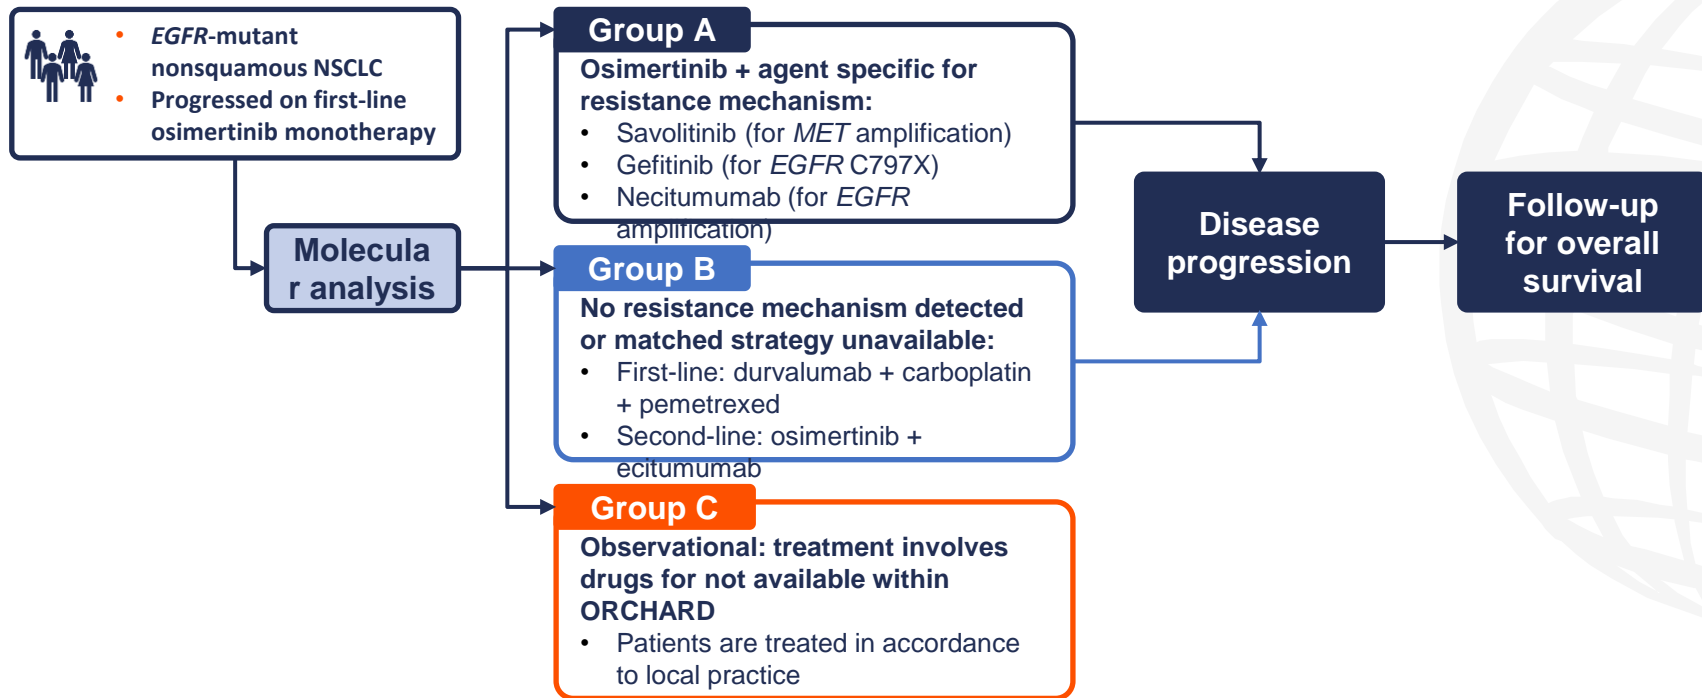 • EGFR-mutant
nonsquamous NSCLC
• Progressed on first-line
osimertinib monotherapy
Molecula
r analysis
Group A
Osimertinib + agent specific for
resistance mechanism:
• Savolitinib (for MET amplification)
• Gefitinib (for EGFR C797X)
• Necitumumab (for EGFR
amplification)
Group B
No resistance mechanism detected
or matched strategy unavailable:
• First-line: durvalumab + carboplatin
+ pemetrexed
• Second-line: osimertinib +
ecitumumab
Group C
Observational: treatment involves
drugs for not available within
ORCHARD
• Patients are treated in accordance
to local practice
Disease
progression
Follow-up
for overall
survival